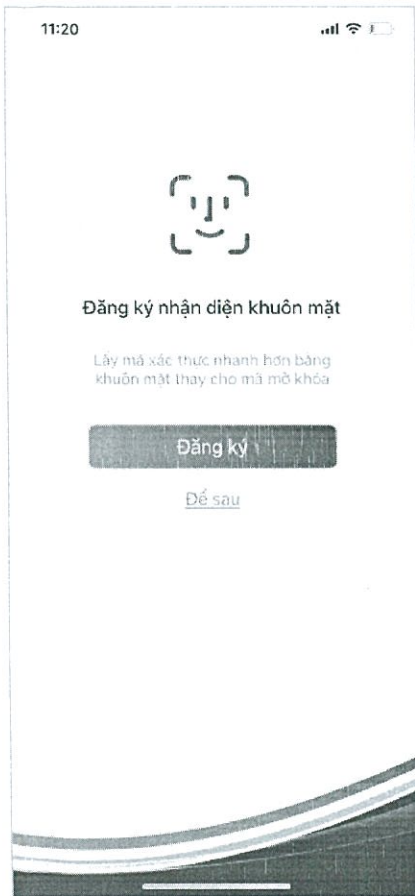 11:20
Đăng ký nhận diện khuôn mặt
Lấy mã xác thực nhanh hơn bằng
khuôn mặt thay cho mã mở khóa
Đăng ký
Để sau